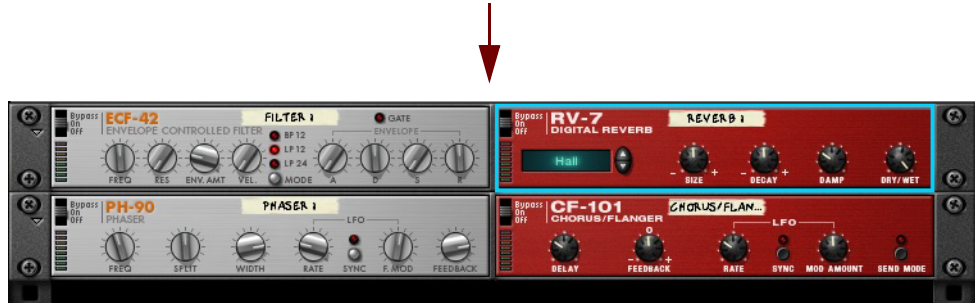 Bypass
On
Off
ECF-42
ENVELOPE CONTROLLED FILTER
FILTER 1
GATE
ENVELOPE
BP 12
LP 12
LP 24
MODE
FREQ RES ENV. AMT VEL. A D S R
Bypass
On
Off
RV-7
DIGITAL REVERB
REVERB 1
Hall
- SIZE +
- DECAY +
DAMP
DRY/WET
Bypass
On
Off
PH-90
PHASER
PHASER 1
LFO
FREQ SPLIT WIDTH RATE SYNC F. MOD FEEDBACK
Bypass
On
Off
CF-101
CHORUS/FLANGER
CHORUS/FLAN...
LFO
0
DELAY - FEEDBACK + RATE SYNC MOD AMOUNT SEND MODE